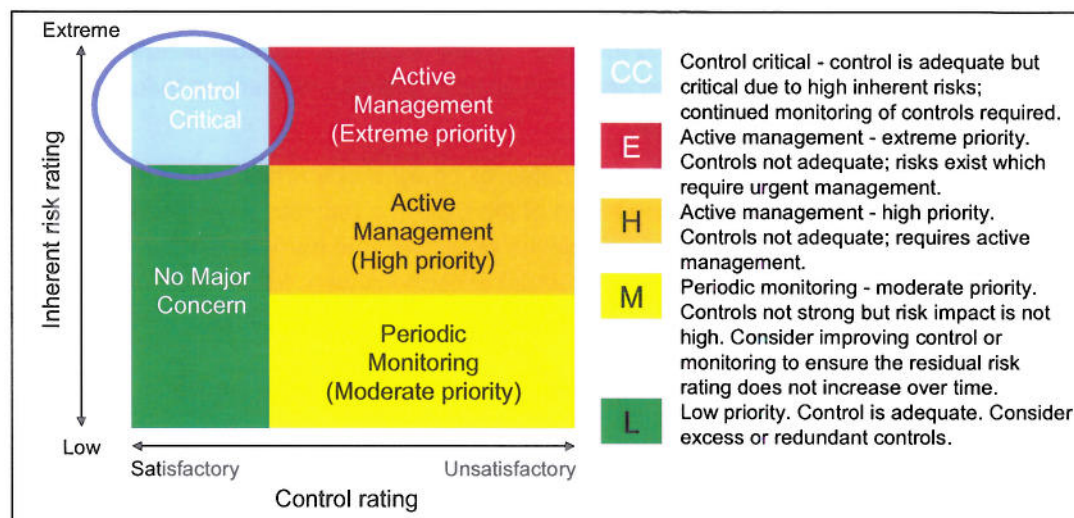 Extreme
Inherent risk rating
Low
Control
Critical
Active
Management
(Extreme priority)
No Major
Concern
Active
Management
(High priority)
Periodic
Monitoring
(Moderate priority)
Satisfactory
Unsatisfactory
Control rating
CC
Control critical - control is adequate but
critical due to high inherent risks;
continued monitoring of controls required.
E
Active management - extreme priority.
Controls not adequate; risks exist which
require urgent management.
H
Active management - high priority.
Controls not adequate; requires active
management.
M
Periodic monitoring - moderate priority.
Controls not strong but risk impact is not
high. Consider improving control or
monitoring to ensure the residual risk
rating does not increase over time.
L
Low priority. Control is adequate. Consider
excess or redundant controls.